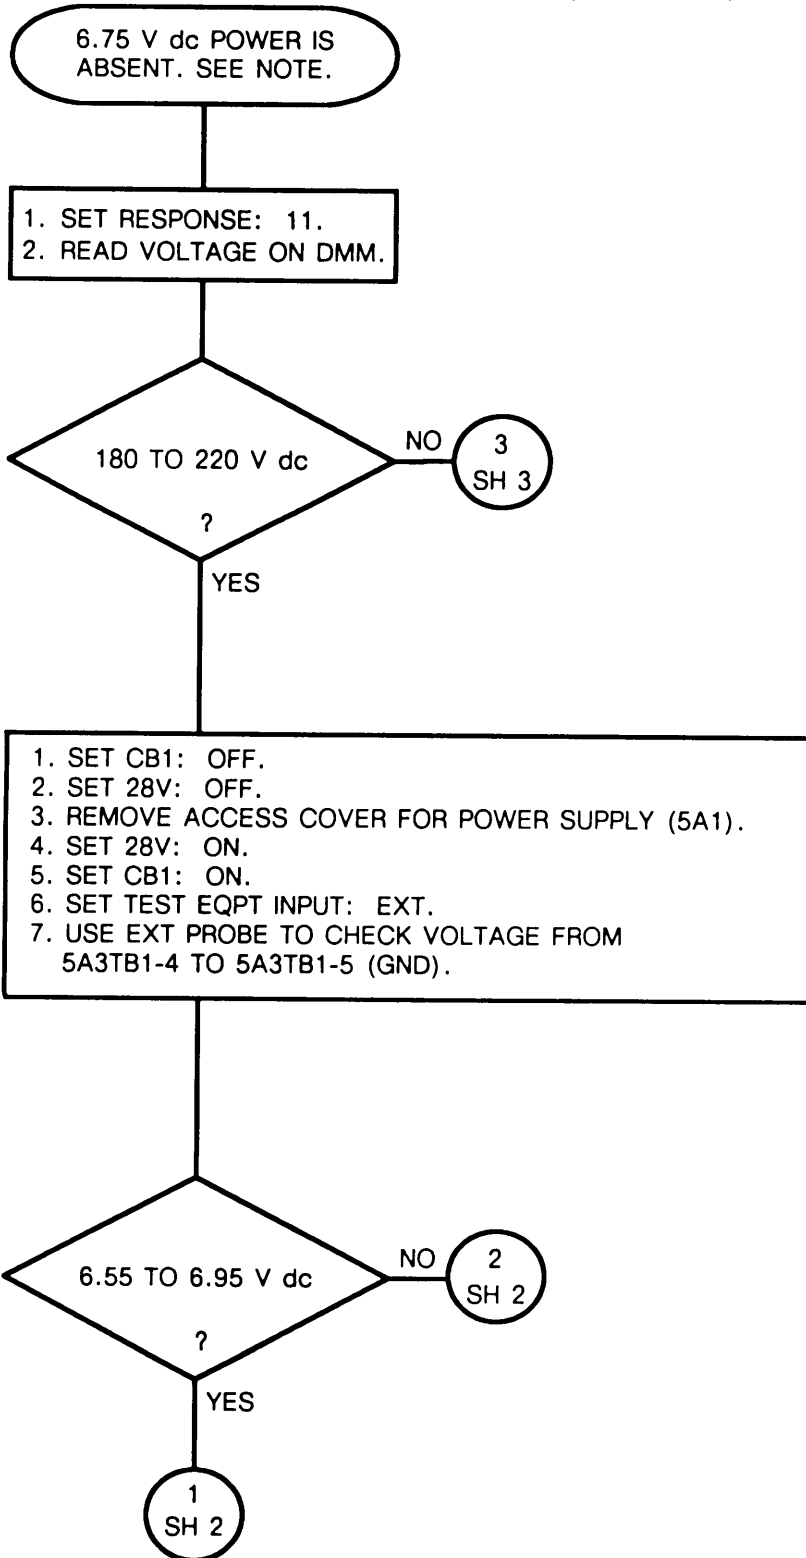 6.75 V dc POWER IS
ABSENT. SEE NOTE.
1. SET RESPONSE: 11.
2. READ VOLTAGE ON DMM.
180 TO 220 V dc
?
NO
3
SH 3
YES
1. SET CB1: OFF.
2. SET 28V: OFF.
3. REMOVE ACCESS COVER FOR POWER SUPPLY (5A1).
4. SET 28V: ON.
5. SET CB1: ON.
6. SET TEST EQPT INPUT: EXT.
7. USE EXT PROBE TO CHECK VOLTAGE FROM
5A3TB1-4 TO 5A3TB1-5 (GND).
6.55 TO 6.95 V dc
?
NO
2
SH 2
YES
1
SH 2